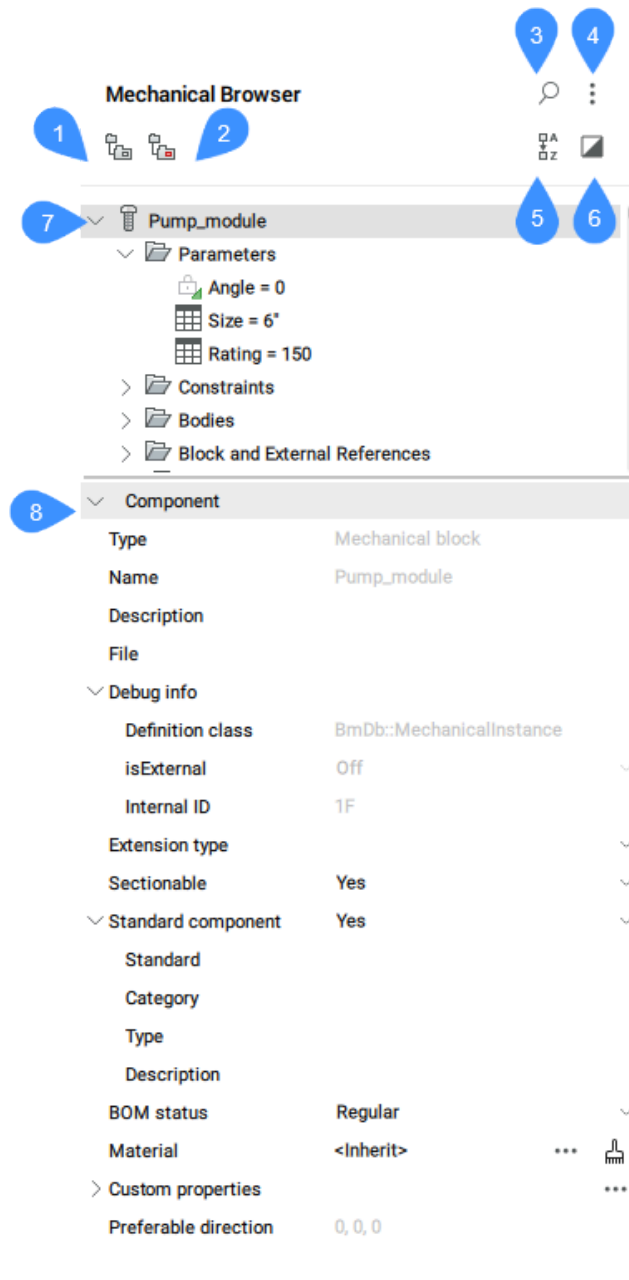 3 4
Mechanical Browser
1 2
A
Z
5 6
7 Pump_module
Parameters
Angle = 0
Size = 6"
Rating = 150
Constraints
Bodies
Block and External References
8 Component
Type Mechanical block
Name Pump_module
Description
File
Debug info
Definition class BmDb::MechanicalInstance
isExternal Off
Internal ID 1F
Extension type
Sectionable Yes
Standard component Yes
Standard
Category
Type
Description
BOM status Regular
Material <Inherit> ...
Custom properties ...
Preferable direction 0, 0, 0